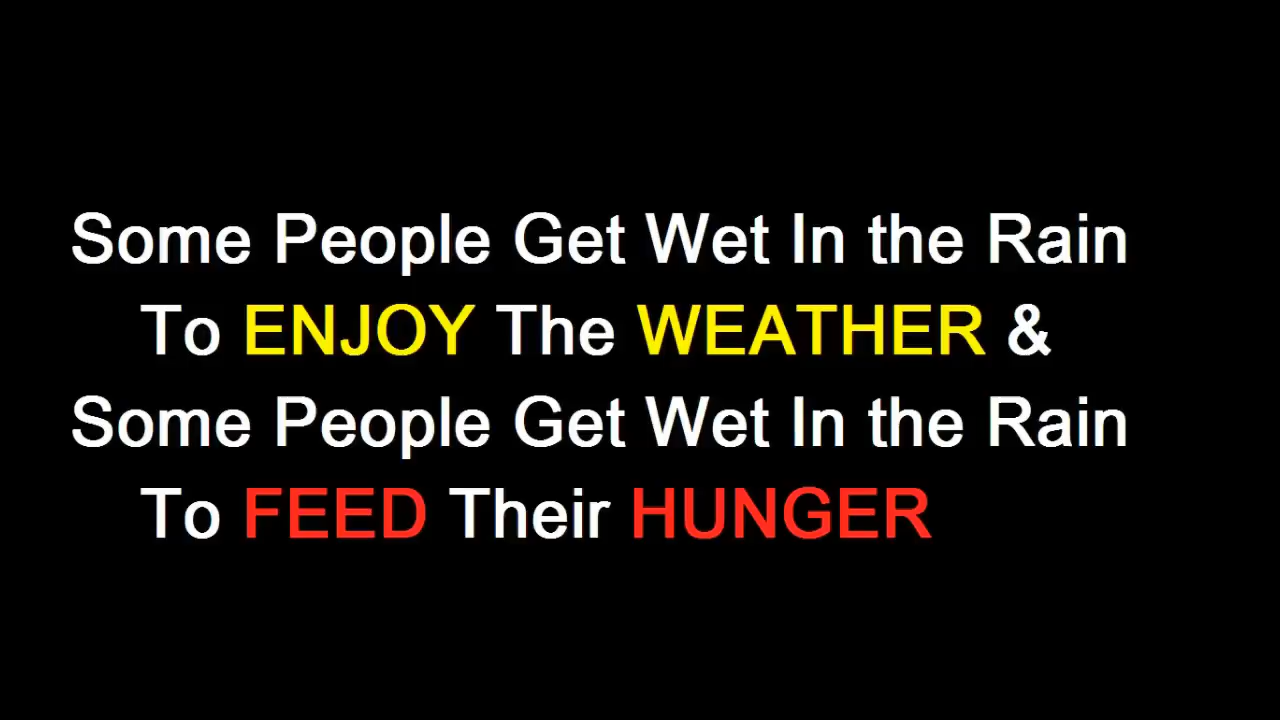 Some People Get Wet In the Rain
To ENJOY The WEATHER &
Some People Get Wet In the Rain
To FEED Their HUNGER